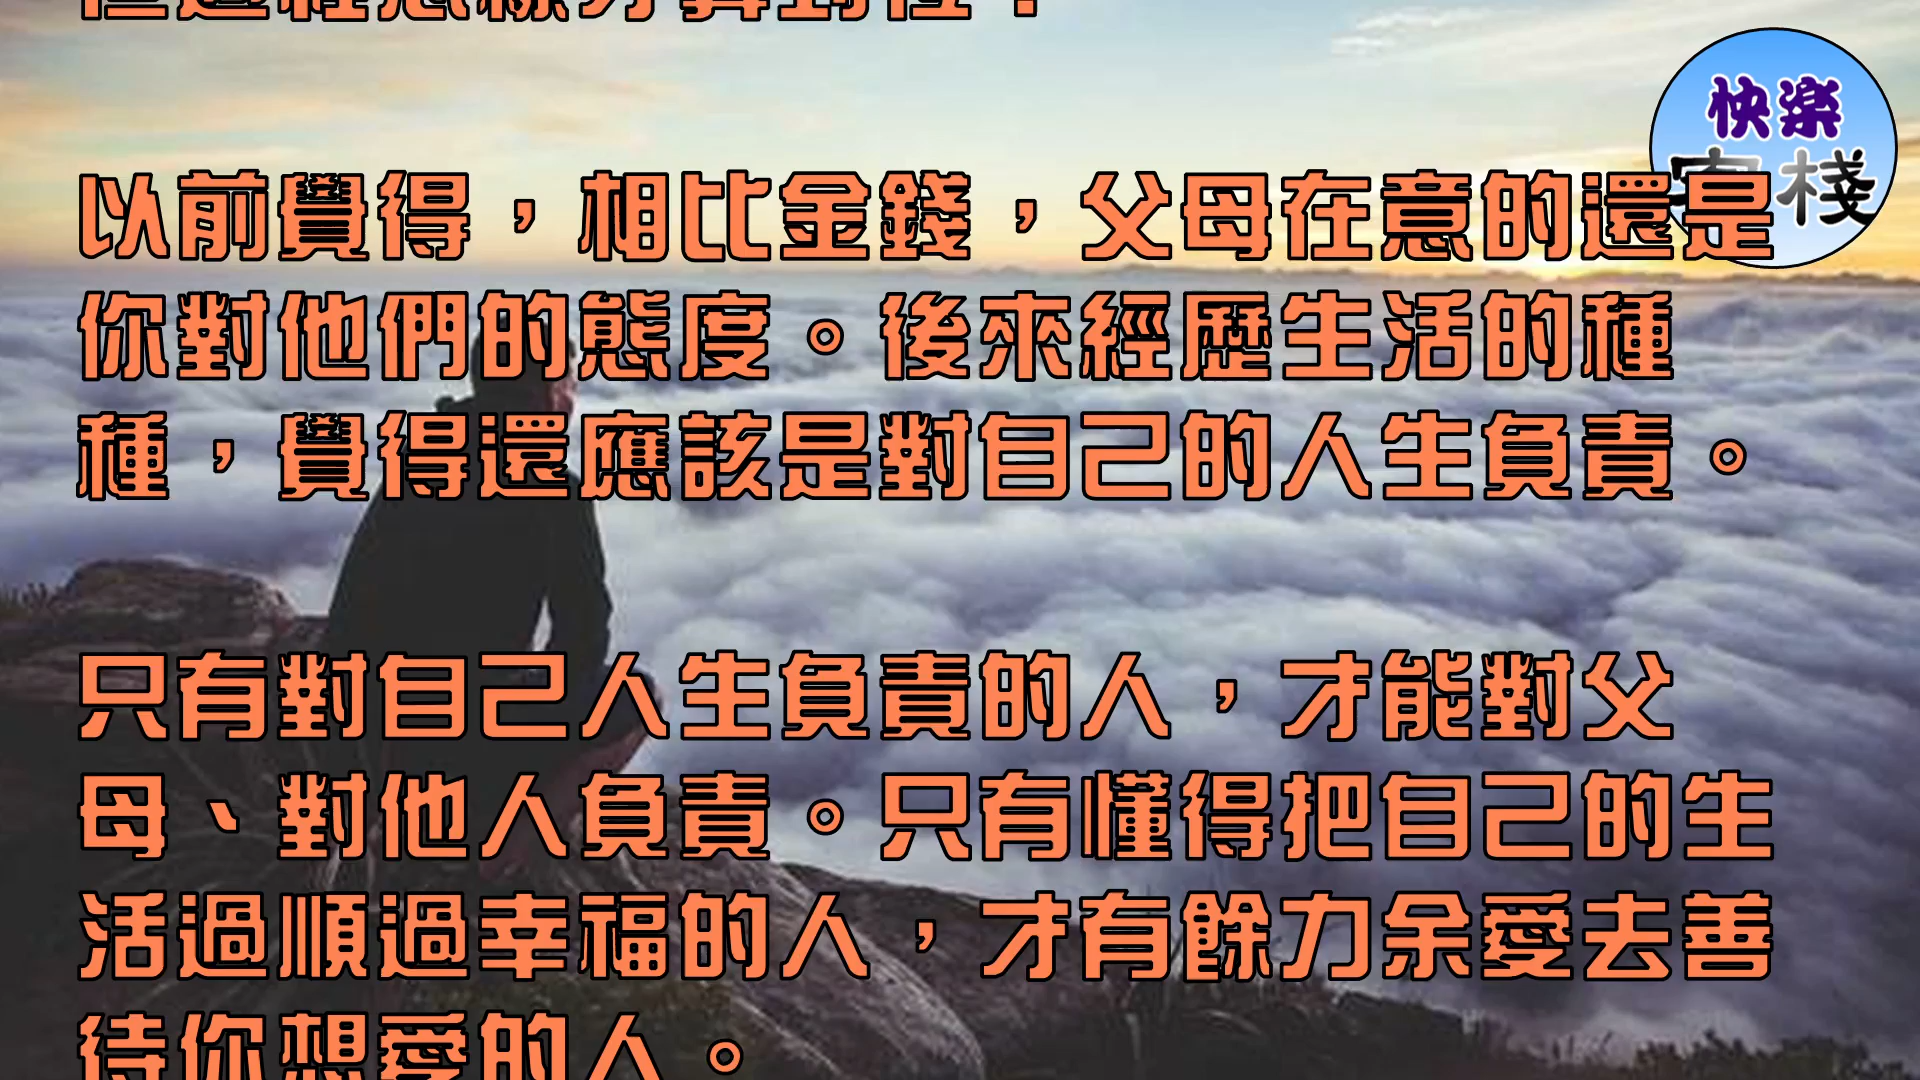 快樂
客棧
以前覺得，相比金錢，父母在意的還是
你對他們的態度。後來經歷生活的種
種，覺得還應該是對自己的人生負責。
只有對自己人生負責的人，才能對父
母、對他人負責。只有懂得把自己的生
活過順過幸福的人，才有餘力余愛去善
待你想愛的人。